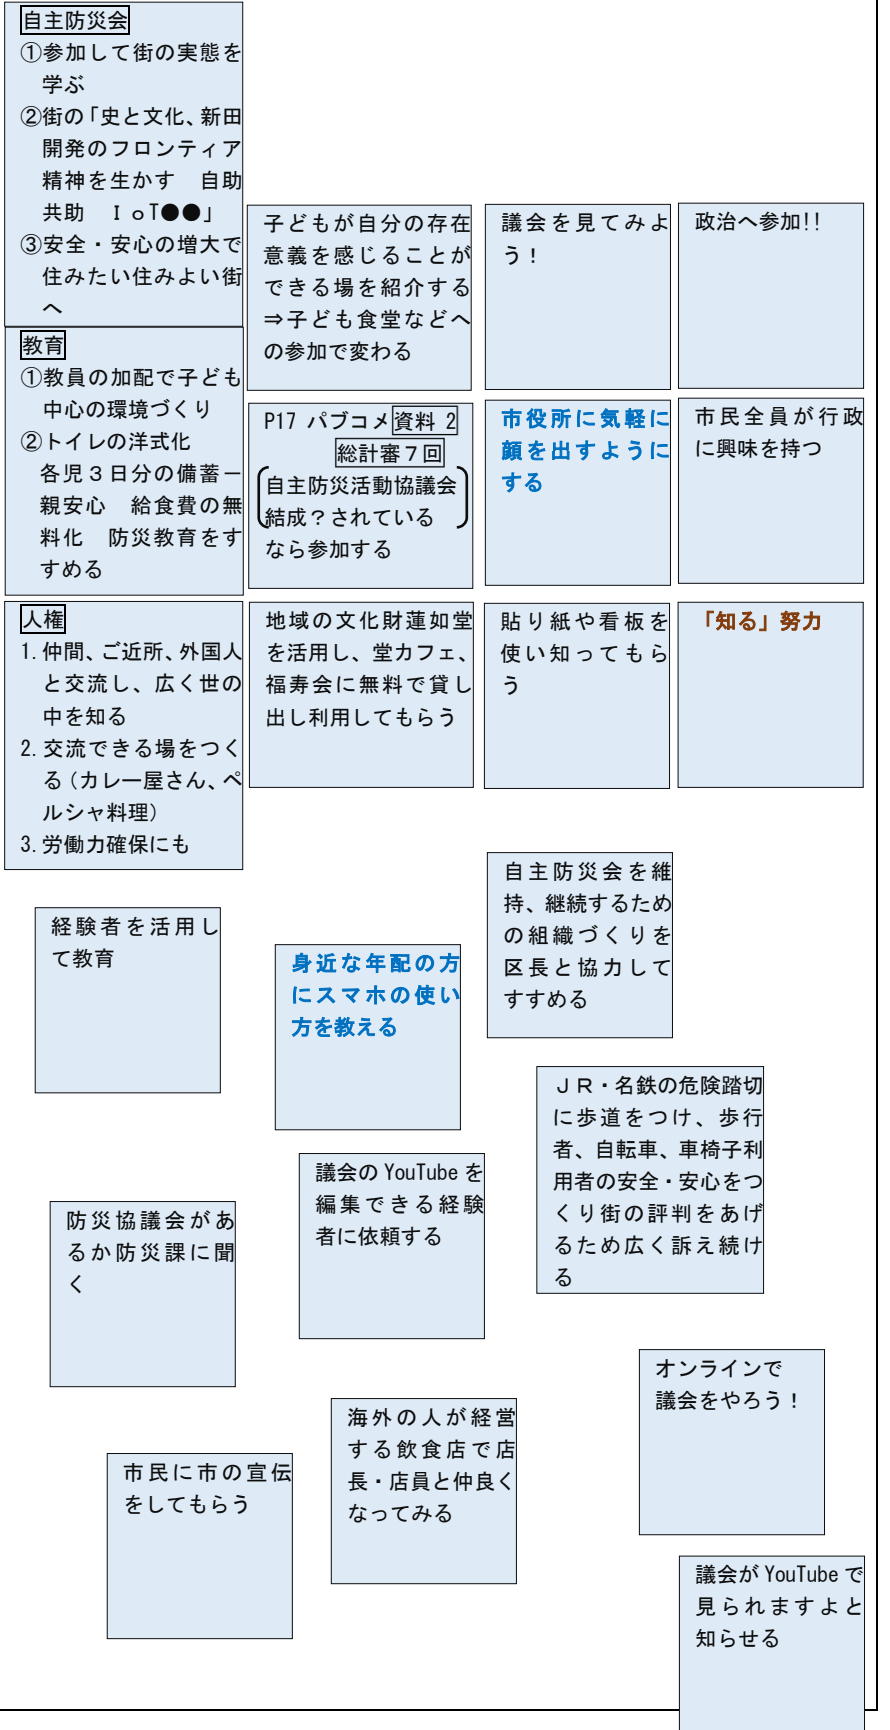 自主防災会
①参加して街の実態を
学ぶ
②街の「史と文化、新田
開発のフロンティア
精神を生かす　自助
共助　ＩｏT●●」
③安全・安心の増大で
住みたい住みよい街
へ
子どもが自分の存在
意義を感じることが
できる場を紹介する
⇒子ども食堂などへ
の参加で変わる
議会を見てみよ
う！
政治へ参加!!
教育
①教員の加配で子ども
中心の環境づくり
②トイレの洋式化
各児３日分の備蓄－
親安心　給食費の無
料化　防災教育をす
すめる
P17 パブコメ資料 2
総計審７回
自主防災活動協議会
結成？されている
なら参加する
市役所に気軽に
顔を出すように
する
市民全員が行政
に興味を持つ
人権
1.仲間、ご近所、外国人
と交流し、広く世の
中を知る
2.交流できる場をつく
る（カレー屋さん、ペ
ルシャ料理）
3.労働力確保にも
地域の文化財蓮如堂
を活用し、堂カフェ、
福寿会に無料で貸し
出し利用してもらう
貼り紙や看板を
使い知ってもら
う
「知る」努力
自主防災会を維
持、継続するため
の組織づくりを
区長と協力して
すすめる
経験者を活用し
て教育
身近な年配の方
にスマホの使い
方を教える
ＪＲ・名鉄の危険踏切
に歩道をつけ、歩行
者、自転車、車椅子利
用者の安全・安心をつ
くり街の評判をあげ
るため広く訴え続け
る
議会の YouTube を
編集できる経験
者に依頼する
防災協議会があ
るか防災課に聞
く
オンラインで
議会をやろう！
海外の人が経営
する飲食店で店
長・店員と仲良く
なってみる
市民に市の宣伝
をしてもらう
議会が YouTube で
見られますよと
知らせる